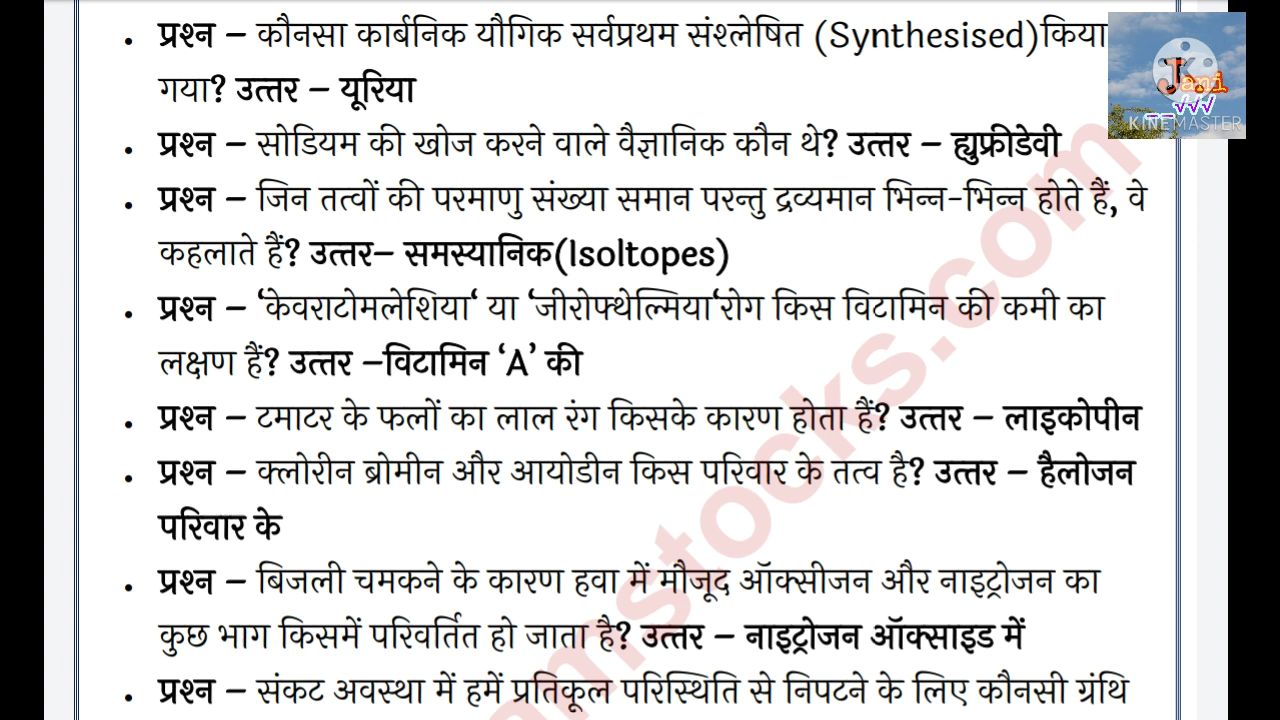 • प्रश्न – कौनसा कार्बनिक यौगिक सर्वप्रथम संश्लेषित (Synthesised)किया
गया? उत्तर – यूरिया
• प्रश्न – सोडियम की खोज करने वाले वैज्ञानिक कौन थे? उत्तर – ह्युफ्रीडेवी
• प्रश्न – जिन तत्वों की परमाणु संख्या समान परन्तु द्रव्यमान भिन्न-भिन्न होते हैं, वे
कहलाते हैं? उत्तर– समस्यानिक(Isoltopes)
• प्रश्न – ‘केवराटोमलेशिया‘ या ‘जीरोफ्थेल्मिया‘रोग किस विटामिन की कमी का
लक्षण हैं? उत्तर –विटामिन ‘A’ की
• प्रश्न – टमाटर के फलों का लाल रंग किसके कारण होता हैं? उत्तर – लाइकोपीन
• प्रश्न – क्लोरीन ब्रोमीन और आयोडीन किस परिवार के तत्व है? उत्तर – हैलोजन
परिवार के
• प्रश्न – बिजली चमकने के कारण हवा में मौजूद ऑक्सीजन और नाइट्रोजन का
कुछ भाग किसमें परिवर्तित हो जाता है? उत्तर – नाइट्रोजन ऑक्साइड में
• प्रश्न – संकट अवस्था में हमें प्रतिकूल परिस्थिति से निपटने के लिए कौनसी ग्रंथि
Jani
√√√
KINEMASTER
amstocks.com